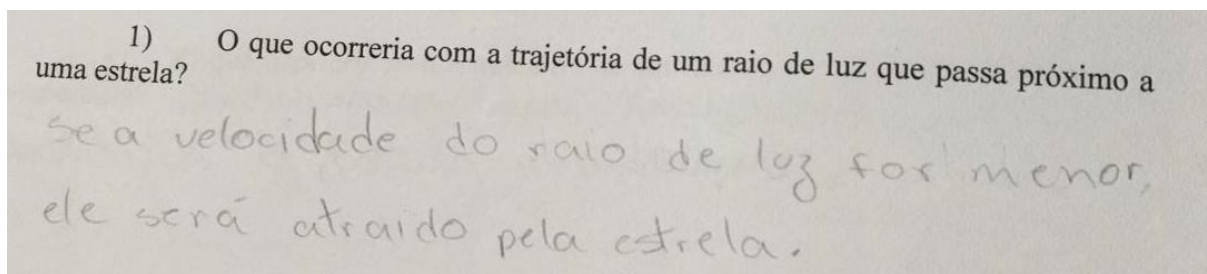 1) O que ocorreria com a trajetória de um raio de luz que passa próximo a
uma estrela?
se a velocidade do raio de luz for menor,
ele será atraido pela estrela.